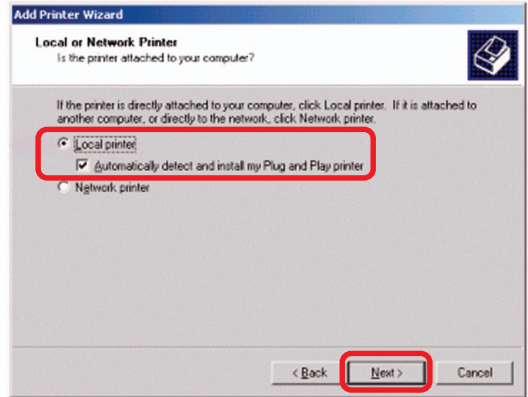 Add Printer Wizard
Local or Network Printer
Is the printer attached to your computer?
If the printer is directly attached to your computer, click Local printer. If it is attached to
another computer, or directly to the network, click Network printer.
Local printer
Automatically detect and install my Plug and Play printer
Network printer
< Back
Next >
Cancel